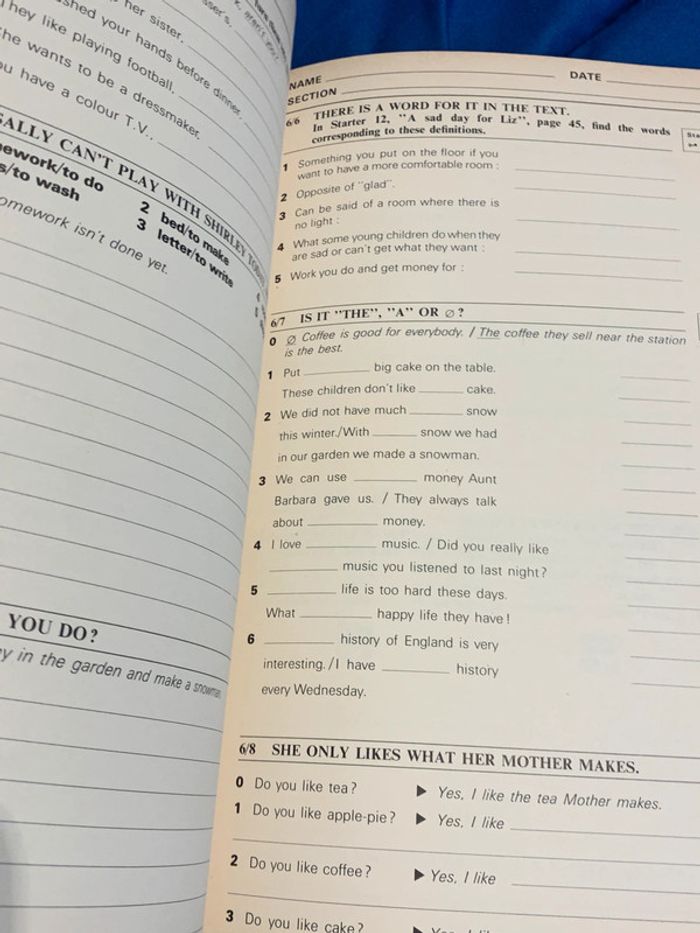 her sister.
shed your hands before dinner.
They like playing football.
he wants to be a dressmaker.
ou have a colour T.V.,
SALLY CAN'T PLAY WITH SHIRLEY
ework/to do
s/to wash
2 bed/to make
3 letter/to write
omework isn't done yet.
YOU DO?
y in the garden and make a snowman
NAME
DATE
SECTION
6/6 THERE IS A WORD FOR IT IN THE TEXT.
In Starter 12, "A sad day for Liz", page 45, find the words
corresponding to these definitions.
1 Something you put on the floor if you
want to have a more comfortable room :
2 Opposite of "glad".
3 Can be said of a room where there is
no light :
4 What some young children do when they
are sad or can't get what they want :
5 Work you do and get money for :
6/7 IS IT "THE", "A" OR ∅ ?
0 ∅ Coffee is good for everybody. / The coffee they sell near the station
is the best.
1 Put ________ big cake on the table.
These children don't like ________ cake.
2 We did not have much ________ snow
this winter./With ________ snow we had
in our garden we made a snowman.
3 We can use ________ money Aunt
Barbara gave us. / They always talk
about ________ money.
4 I love ________ music. / Did you really like
________ music you listened to last night?
5 ________ life is too hard these days.
What ________ happy life they have!
6 ________ history of England is very
interesting./I have ________ history
every Wednesday.
6/8 SHE ONLY LIKES WHAT HER MOTHER MAKES.
0 Do you like tea? ▶ Yes, I like the tea Mother makes.
1 Do you like apple-pie? ▶ Yes, I like
2 Do you like coffee? ▶ Yes, I like
3 Do you like cake?